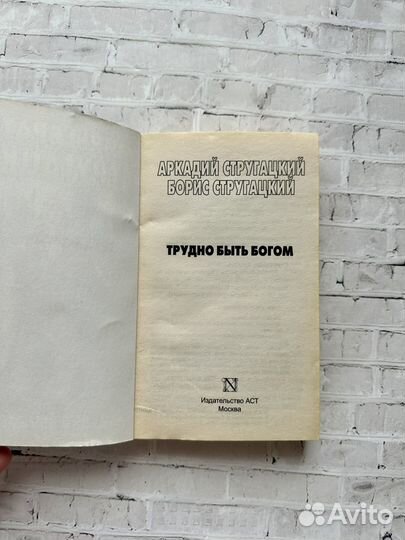 АРКАДИЙ СТРУГАЦКИЙ
БОРИС СТРУГАЦКИЙ
ТРУДНО БЫТЬ БОГОМ
N
Издательство АСТ
Москва
Avito